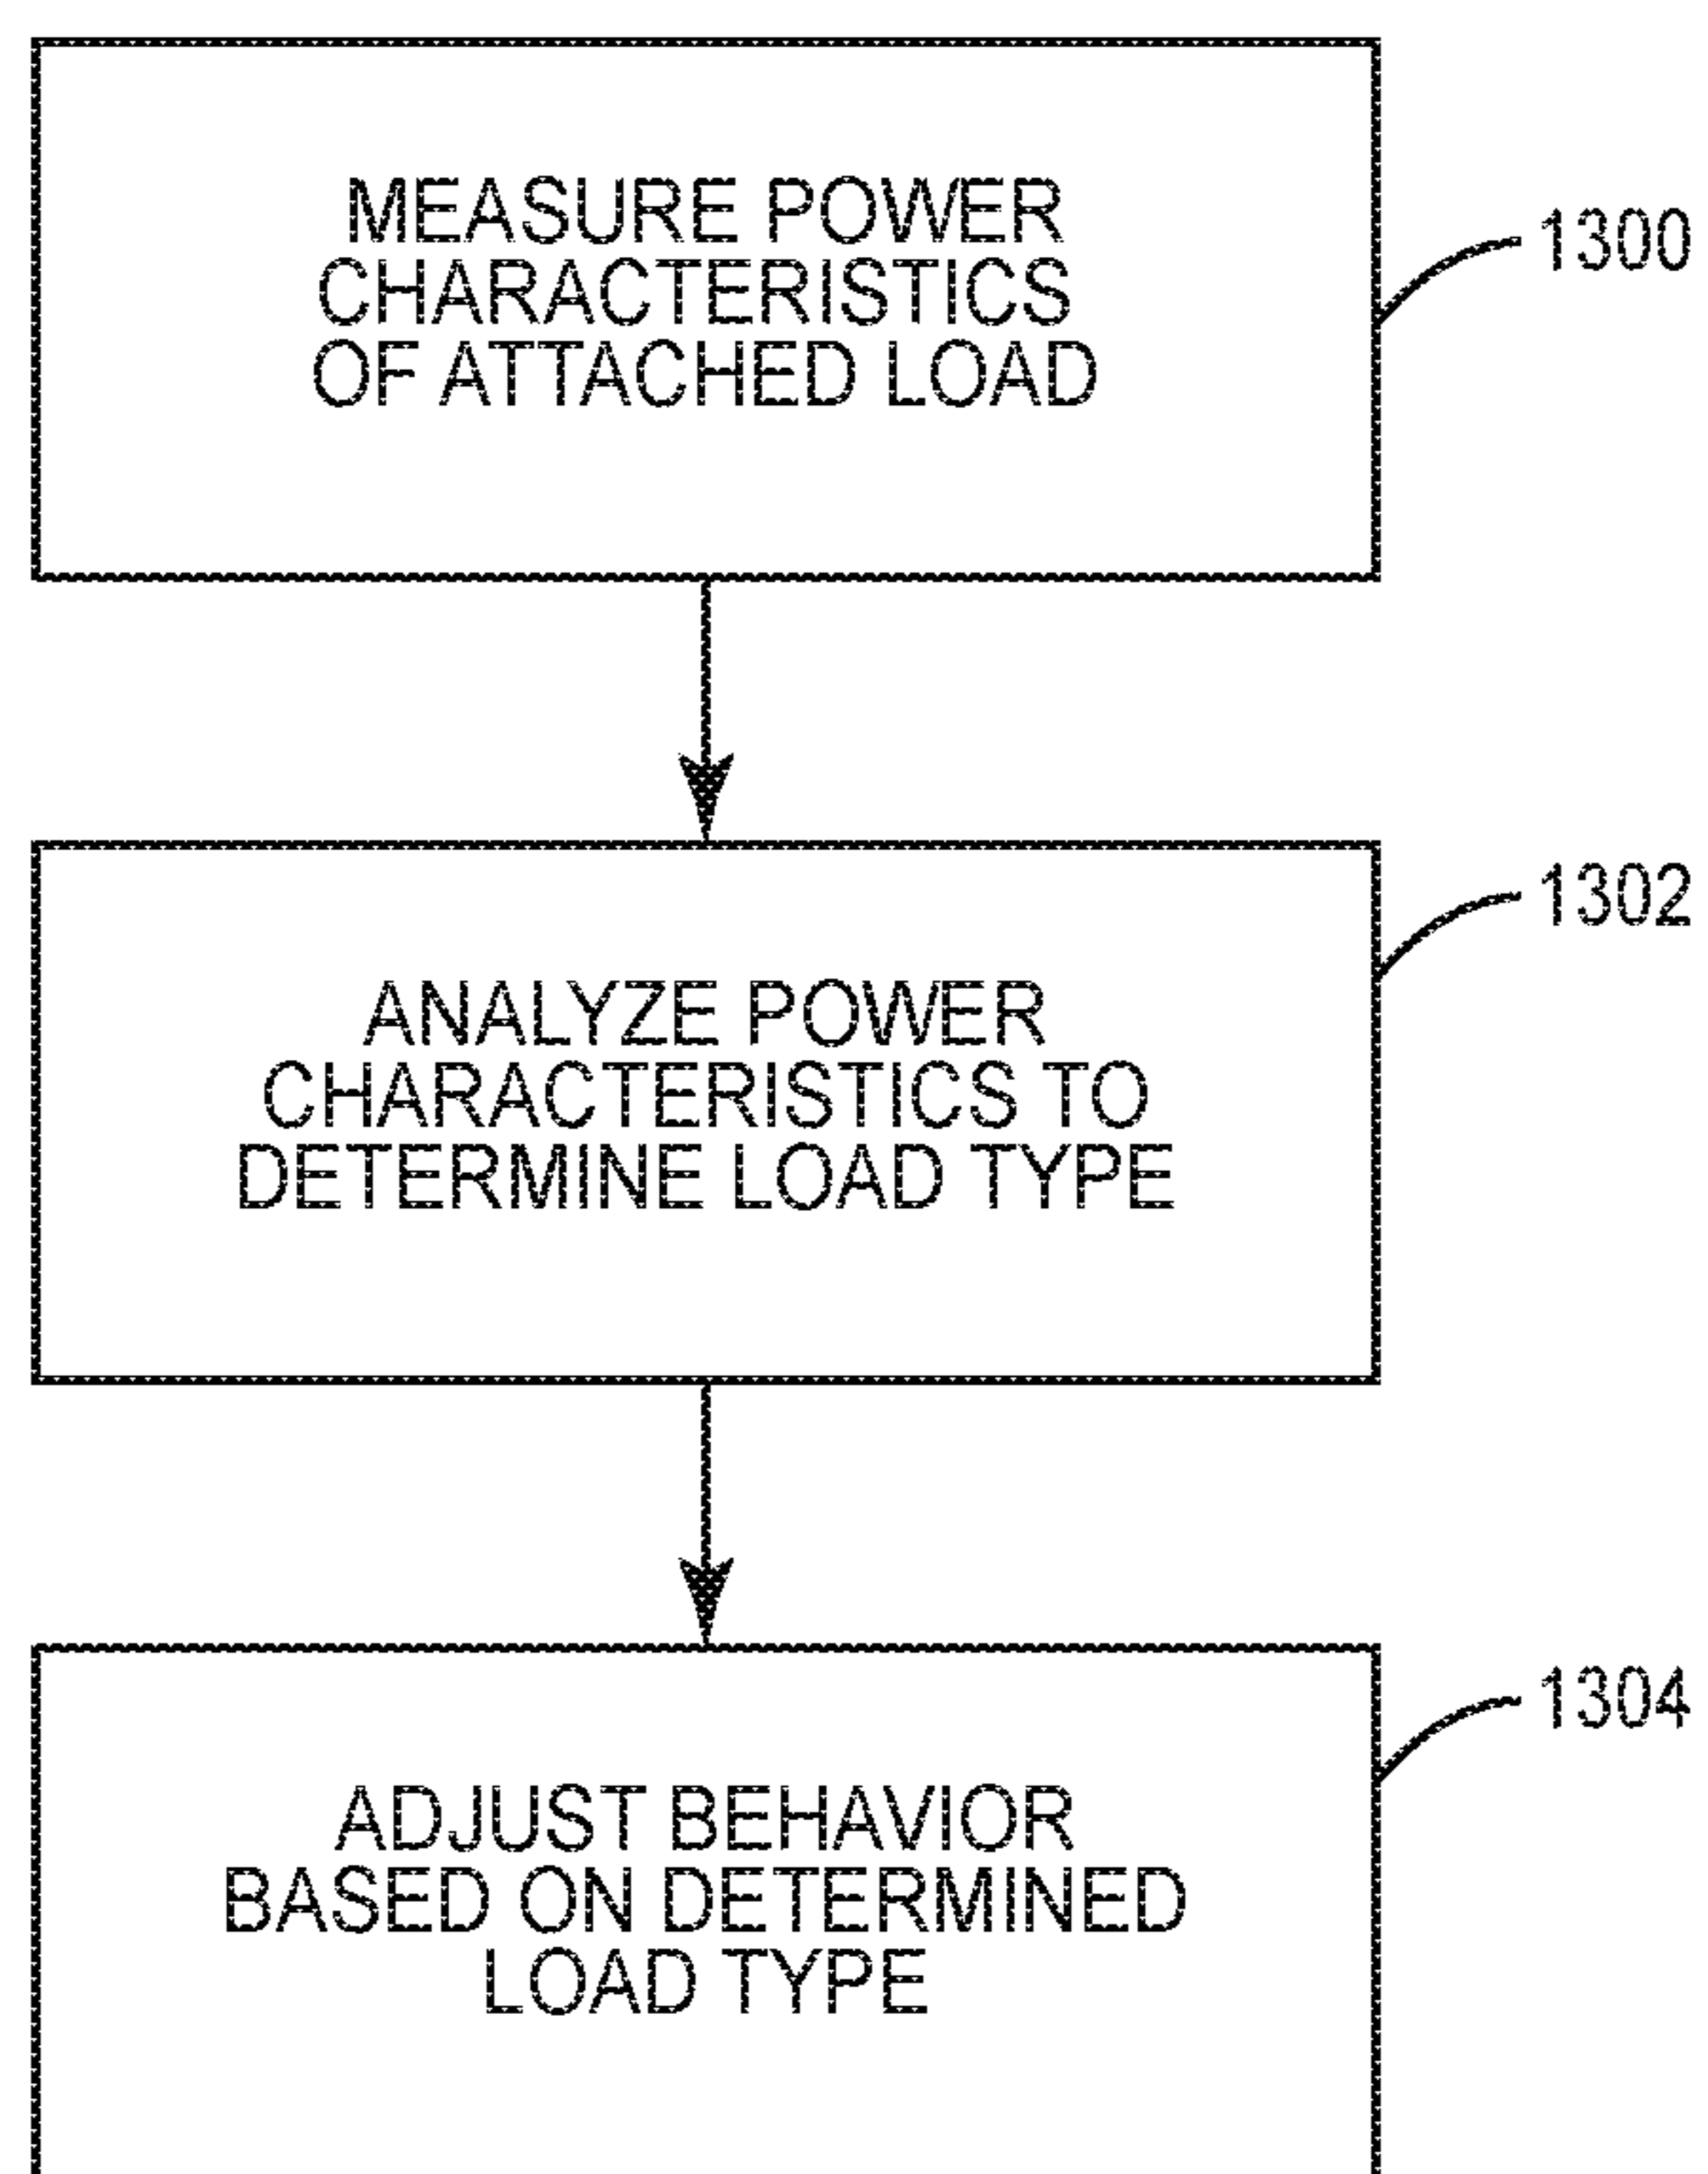 MEASURE POWER
CHARACTERISTICS
OF ATTACHED LOAD
1300
ANALYZE POWER
CHARACTERISTICS TO
DETERMINE LOAD TYPE
1302
ADJUST BEHAVIOR
BASED ON DETERMINED
LOAD TYPE
1304